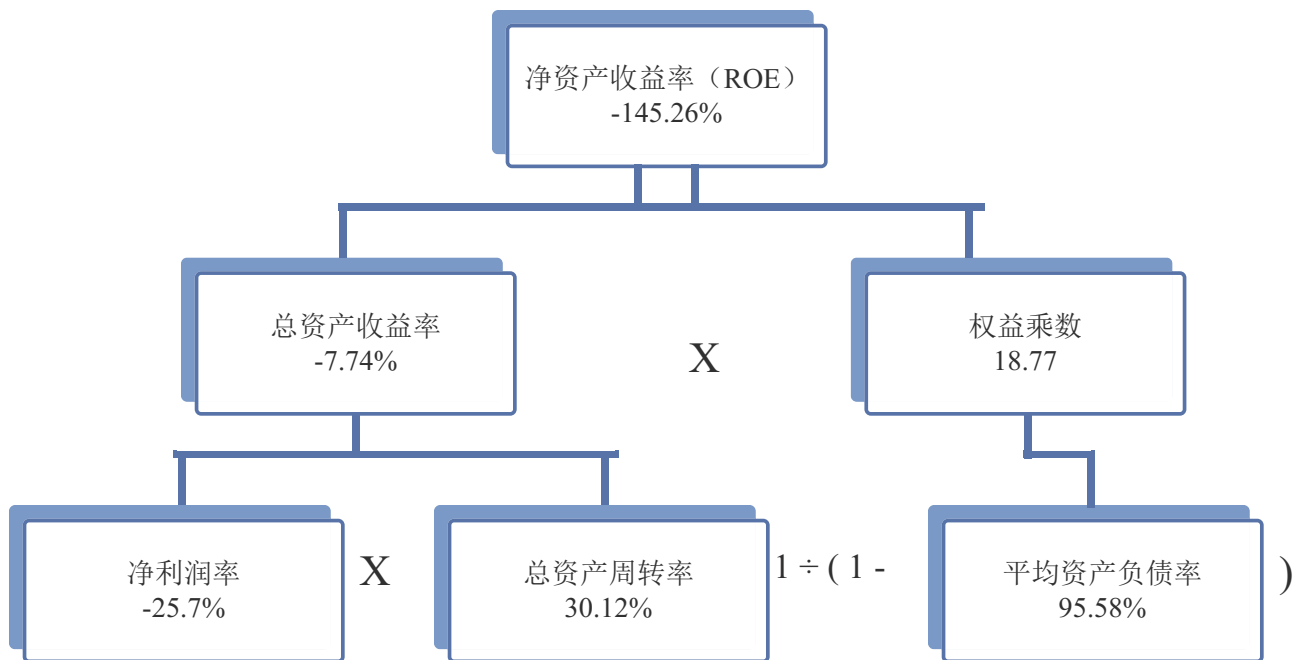 净资产收益率（ROE）
-145.26%
总资产收益率
-7.74%
X
权益乘数
18.77
净利润率
-25.7%
X
总资产周转率
30.12%
1 ÷ ( 1 -
平均资产负债率
95.58%
)